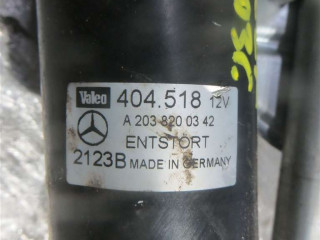 Valeo 404.518 12V
A 203 820 03 42
ENTSTORT
2123B MADE IN GERMANY